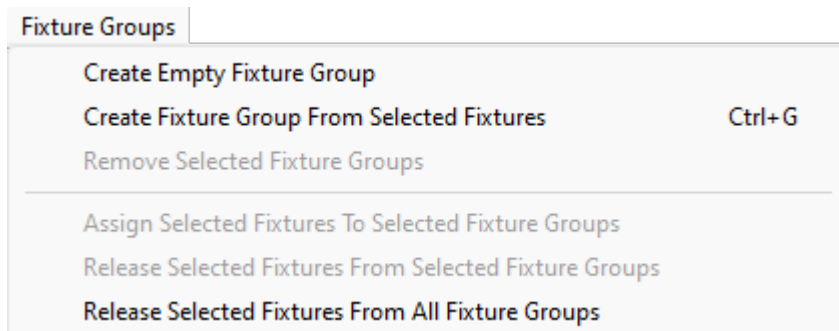 Fixture Groups
Create Empty Fixture Group
Create Fixture Group From Selected Fixtures Ctrl+G
Remove Selected Fixture Groups
Assign Selected Fixtures To Selected Fixture Groups
Release Selected Fixtures From Selected Fixture Groups
Release Selected Fixtures From All Fixture Groups